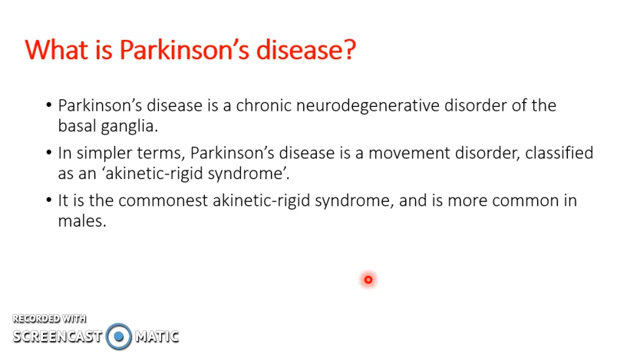 What is Parkinson's disease?
• Parkinson's disease is a chronic neurodegenerative disorder of the
basal ganglia.
• In simpler terms, Parkinson's disease is a movement disorder, classified
as an 'akinetic-rigid syndrome'.
• It is the commonest akinetic-rigid syndrome, and is more common in
males.
RECORDED WITH
SCREENCAST MATIC